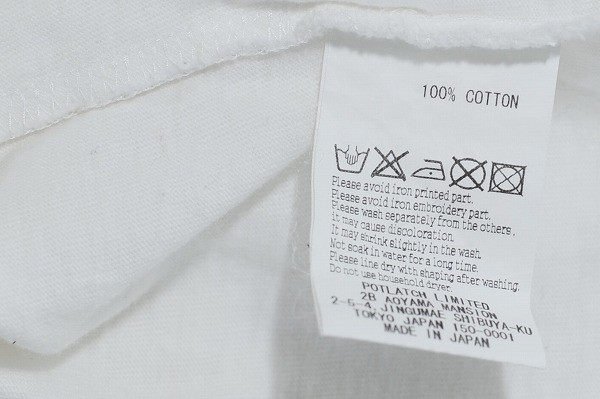 100% COTTON
Please avoid iron printed part.
Please avoid iron embroidery part.
Please wash separately from the others,
it may cause discoloration.
It may shrink slightly in the wash.
Not soak in water for a long time.
Please line dry with shaping after washing.
Do not use household dryer.
POTLATCH LIMITED
2B AOYAMA MANSION
2-5-4,JINGUMAE SHIBUYA-KU
TOKYO JAPAN 150-0001
MADE IN JAPAN